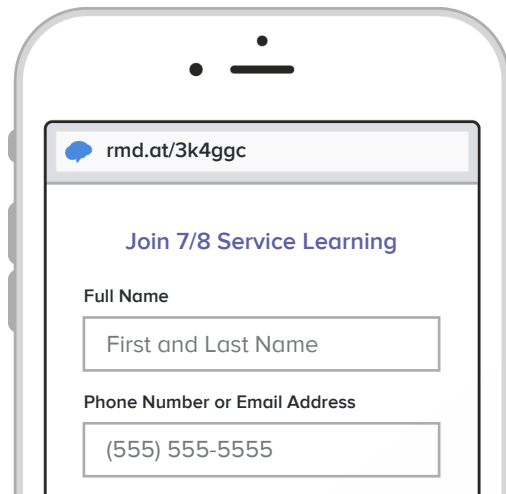 rmd.at/3k4ggc
Join 7/8 Service Learning
Full Name
First and Last Name
Phone Number or Email Address
(555) 555-5555